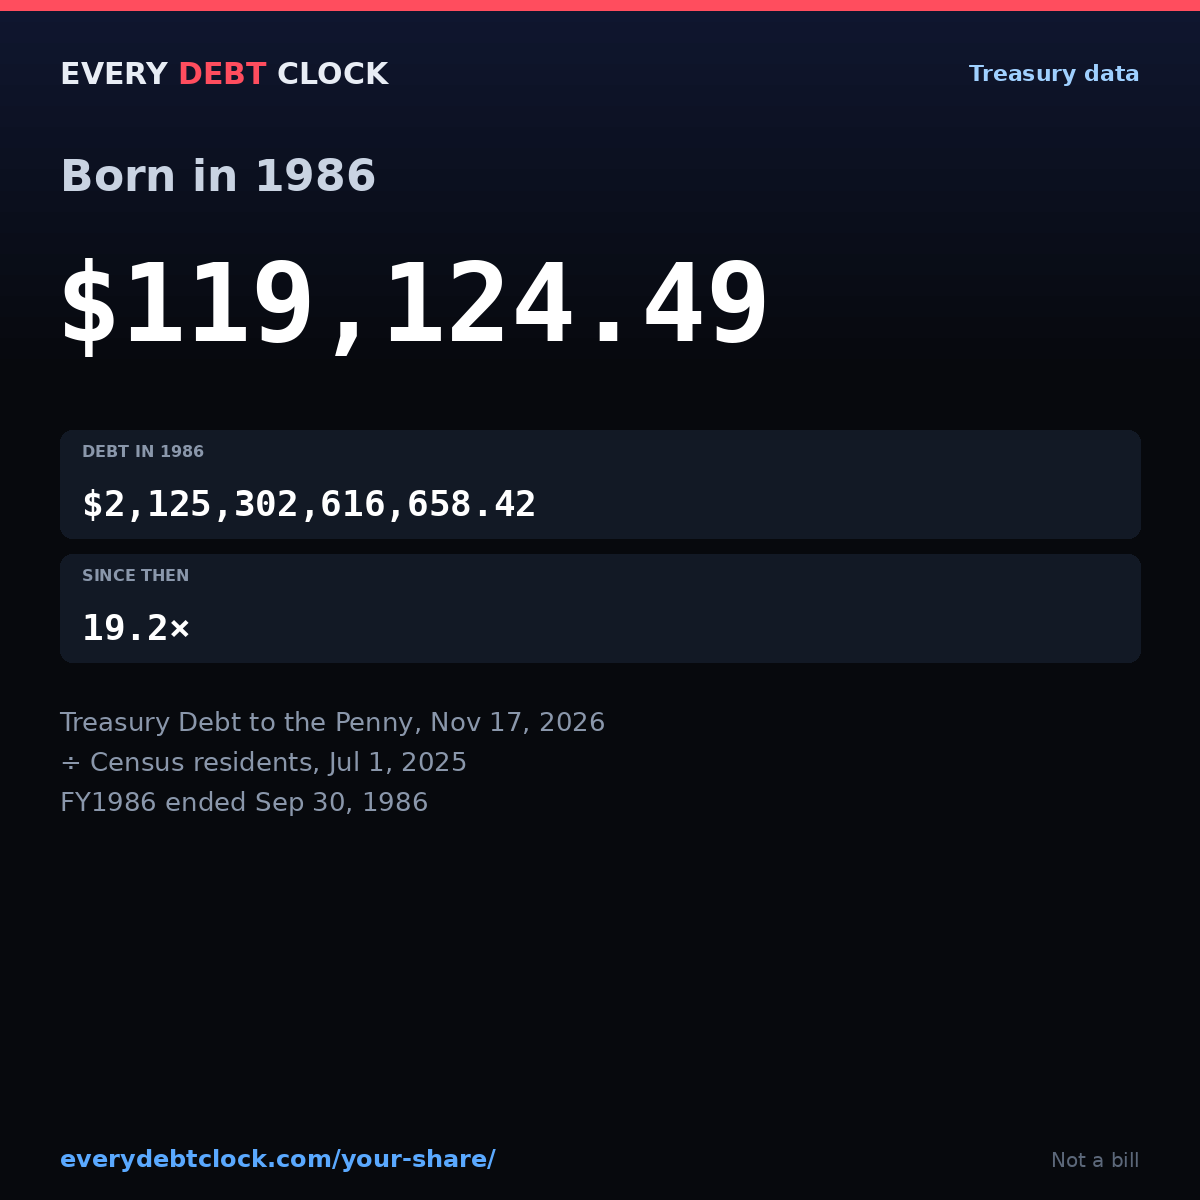 EVERY DEBT CLOCK
Treasury data
Born in 1986
$119,124.49
DEBT IN 1986
$2,125,302,616,658.42
SINCE THEN
19.2×
Treasury Debt to the Penny, Nov 17, 2026
÷ Census residents, Jul 1, 2025
FY1986 ended Sep 30, 1986
everydebtclock.com/your-share/
Not a bill